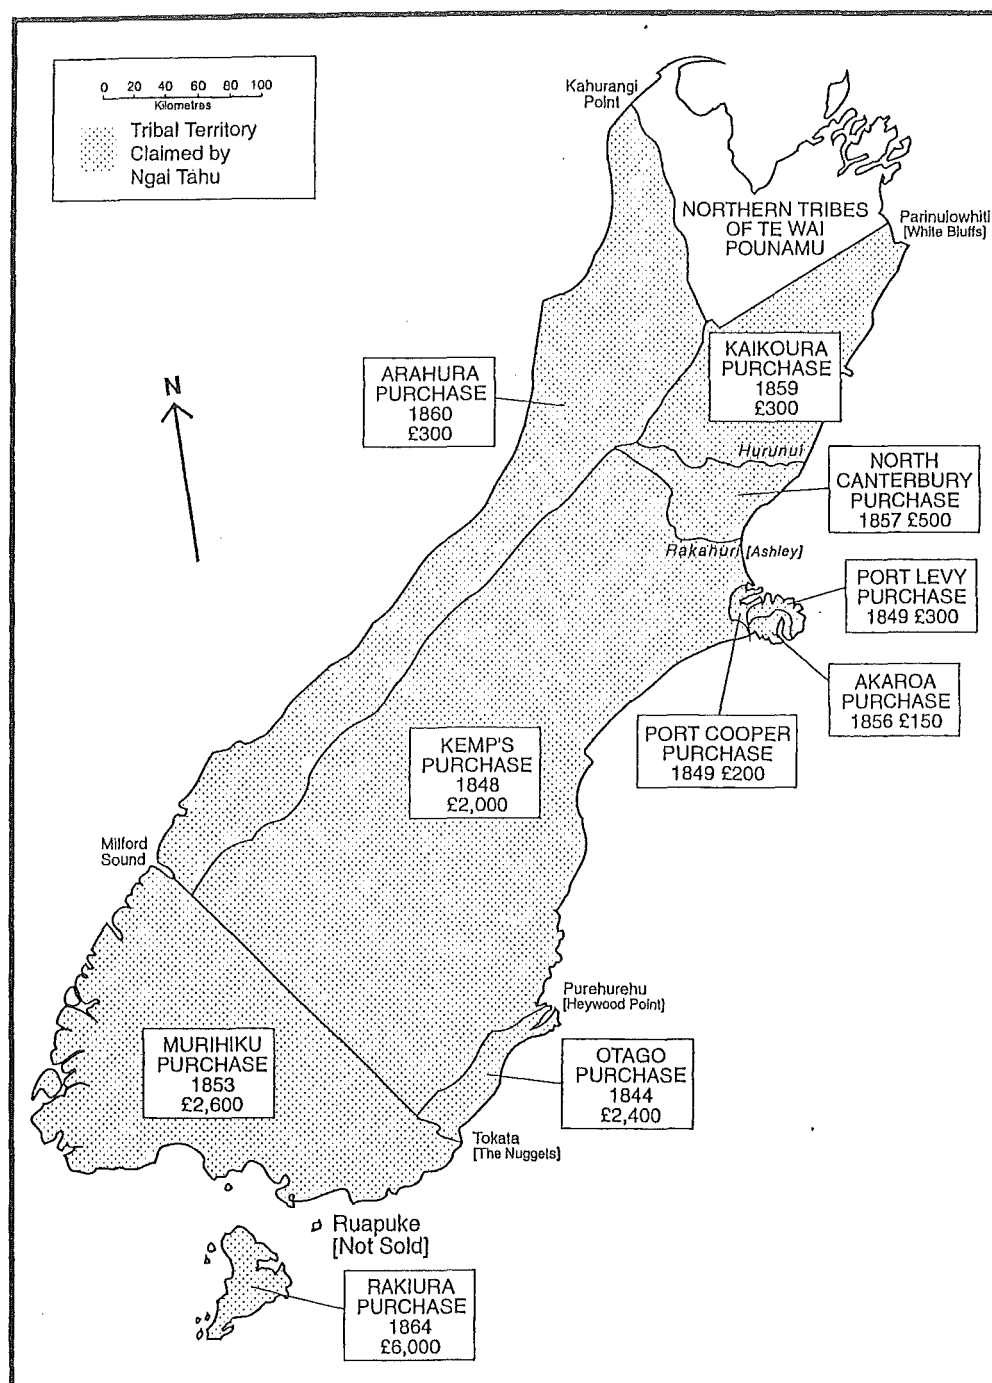 0 20 40 60 80 100
Kilometres
Tribal Territory
Claimed by
Ngai Tahu
Kahurangi
Point
NORTHERN TRIBES
OF TE WAI
POUNAMU
Parinulowhiti
[White Bluffs]
N
ARAHURA
PURCHASE
1860
£300
KAIKOURA
PURCHASE
1859
£300
Hurunui
NORTH
CANTERBURY
PURCHASE
1857 £500
Rakahuri [Ashley]
PORT LEVY
PURCHASE
1849 £300
AKAROA
PURCHASE
1856 £150
PORT COOPER
PURCHASE
1849 £200
KEMP'S
PURCHASE
1848
£2,000
Milford
Sound
Purehurehu
[Heywood Point]
MURIHIKU
PURCHASE
1853
£2,600
OTAGO
PURCHASE
1844
£2,400
Tokata
[The Nuggets]
Ruapuke
[Not Sold]
RAKIURA
PURCHASE
1864
£6,000